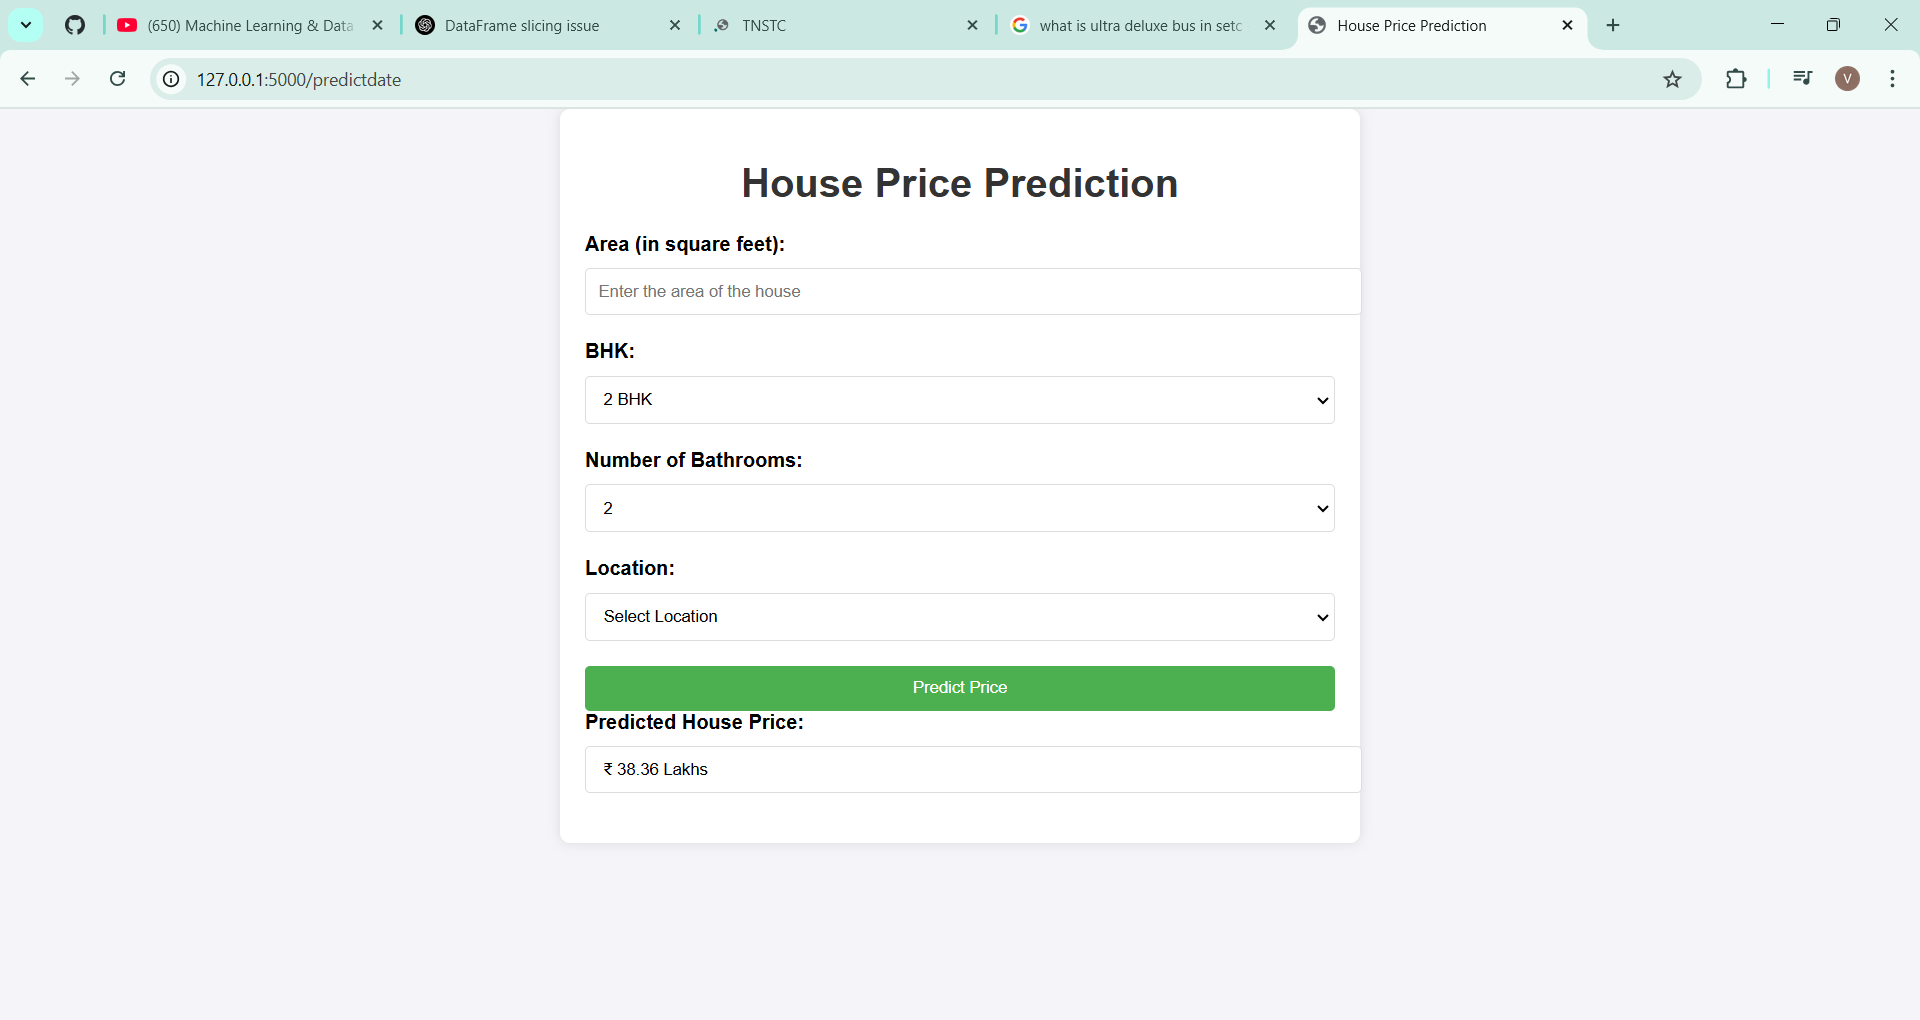 (650) Machine Learning & Data
DataFrame slicing issue
TNSTC
what is ultra deluxe bus in setc
House Price Prediction
127.0.0.1:5000/predictdate
V
House Price Prediction
Area (in square feet):
Enter the area of the house
BHK:
2 BHK
Number of Bathrooms:
2
Location:
Select Location
Predict Price
Predicted House Price:
₹ 38.36 Lakhs